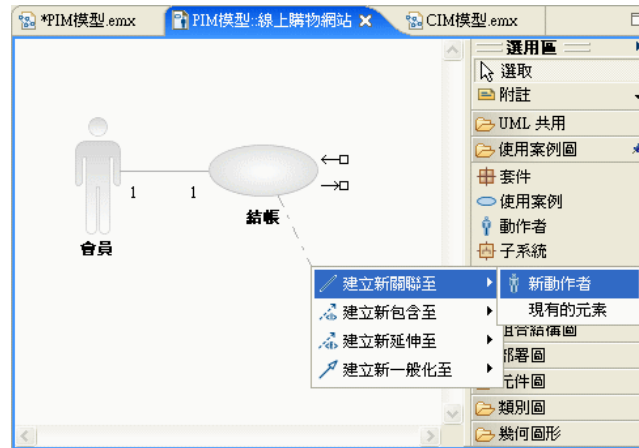 *PIM模型.emx
PIM模型::線上購物網站
CIM模型.emx
選用區
選取
附註
UML 共用
使用案例圖
套件
使用案例
動作者
子系統
1
1
結帳
會員
建立新關聯至
新動作者
建立新包含至
現有的元素
建立新延伸至
組合結構圖
建立新一般化至
部署圖
元件圖
類別圖
幾何圖形